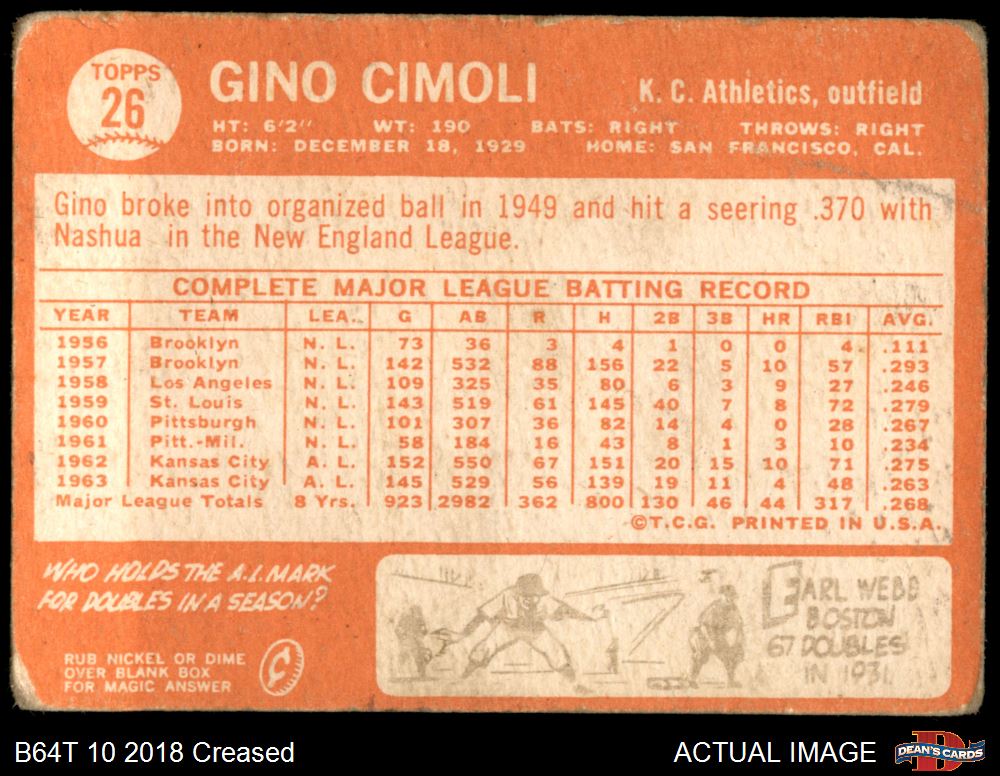 TOPPS
26
GINO CIMOLI
K. C. Athletics, outfield
HT: 6'2" WT: 190 BATS: RIGHT THROWS: RIGHT
BORN: DECEMBER 18, 1929 HOME: SAN FRANCISCO, CAL.
Gino broke into organized ball in 1949 and hit a seering .370 with
Nashua in the New England League.
COMPLETE MAJOR LEAGUE BATTING RECORD
YEAR TEAM LEA. G AB R H 2B 3B HR RBI AVG.
1956 Brooklyn N. L. 73 36 3 4 1 0 0 4 .111
1957 Brooklyn N. L. 142 532 88 156 22 5 10 57 .293
1958 Los Angeles N. L. 109 325 35 80 6 3 9 27 .246
1959 St. Louis N. L. 143 519 61 145 40 7 8 72 .279
1960 Pittsburgh N. L. 101 307 36 82 14 4 0 28 .267
1961 Pitt.-Mil. N. L. 58 184 16 43 8 1 3 10 .234
1962 Kansas City A. L. 152 550 67 151 20 15 10 71 .275
1963 Kansas City A. L. 145 529 56 139 19 11 4 48 .263
Major League Totals 8 Yrs. 923 2982 362 800 130 46 44 317 .268
©T.C.G. PRINTED IN U.S.A.
WHO HOLDS THE A.L. MARK
FOR DOUBLES IN A SEASON?
RUB NICKEL OR DIME
OVER BLANK BOX
FOR MAGIC ANSWER
EARL WEBB
BOSTON
67 DOUBLES
IN 1931
B64T 10 2018 Creased
ACTUAL IMAGE
DEAN'S CARDS